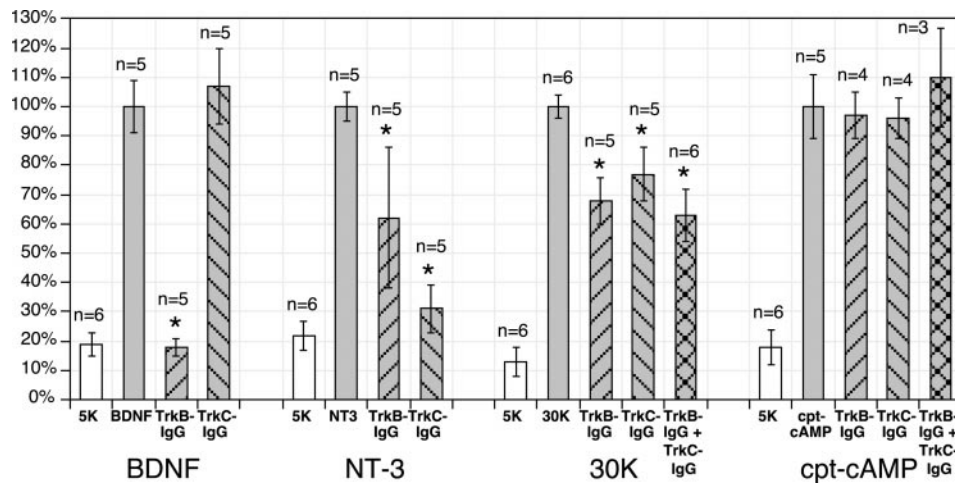 130%
120%
110%
100%
90%
80%
70%
60%
50%
40%
30%
20%
10%
0%
n=6
n=5
n=5
*
n=5
n=6
n=5
n=5
*
n=5
*
n=6
n=6
n=5
*
n=5
*
n=6
*
n=6
n=5
n=4
n=4
n=3
5K
BDNF
TrkB-
IgG
TrkC-
IgG
BDNF
5K
NT3
TrkB-
IgG
TrkC-
IgG
NT-3
5K
30K
TrkB-
IgG
TrkC-
IgG
TrkB-
IgG +
TrkC-
IgG
30K
5K
cpt-
cAMP
TrkB-
IgG
TrkC-
IgG
TrkB-
IgG +
TrkC-
IgG
cpt-cAMP